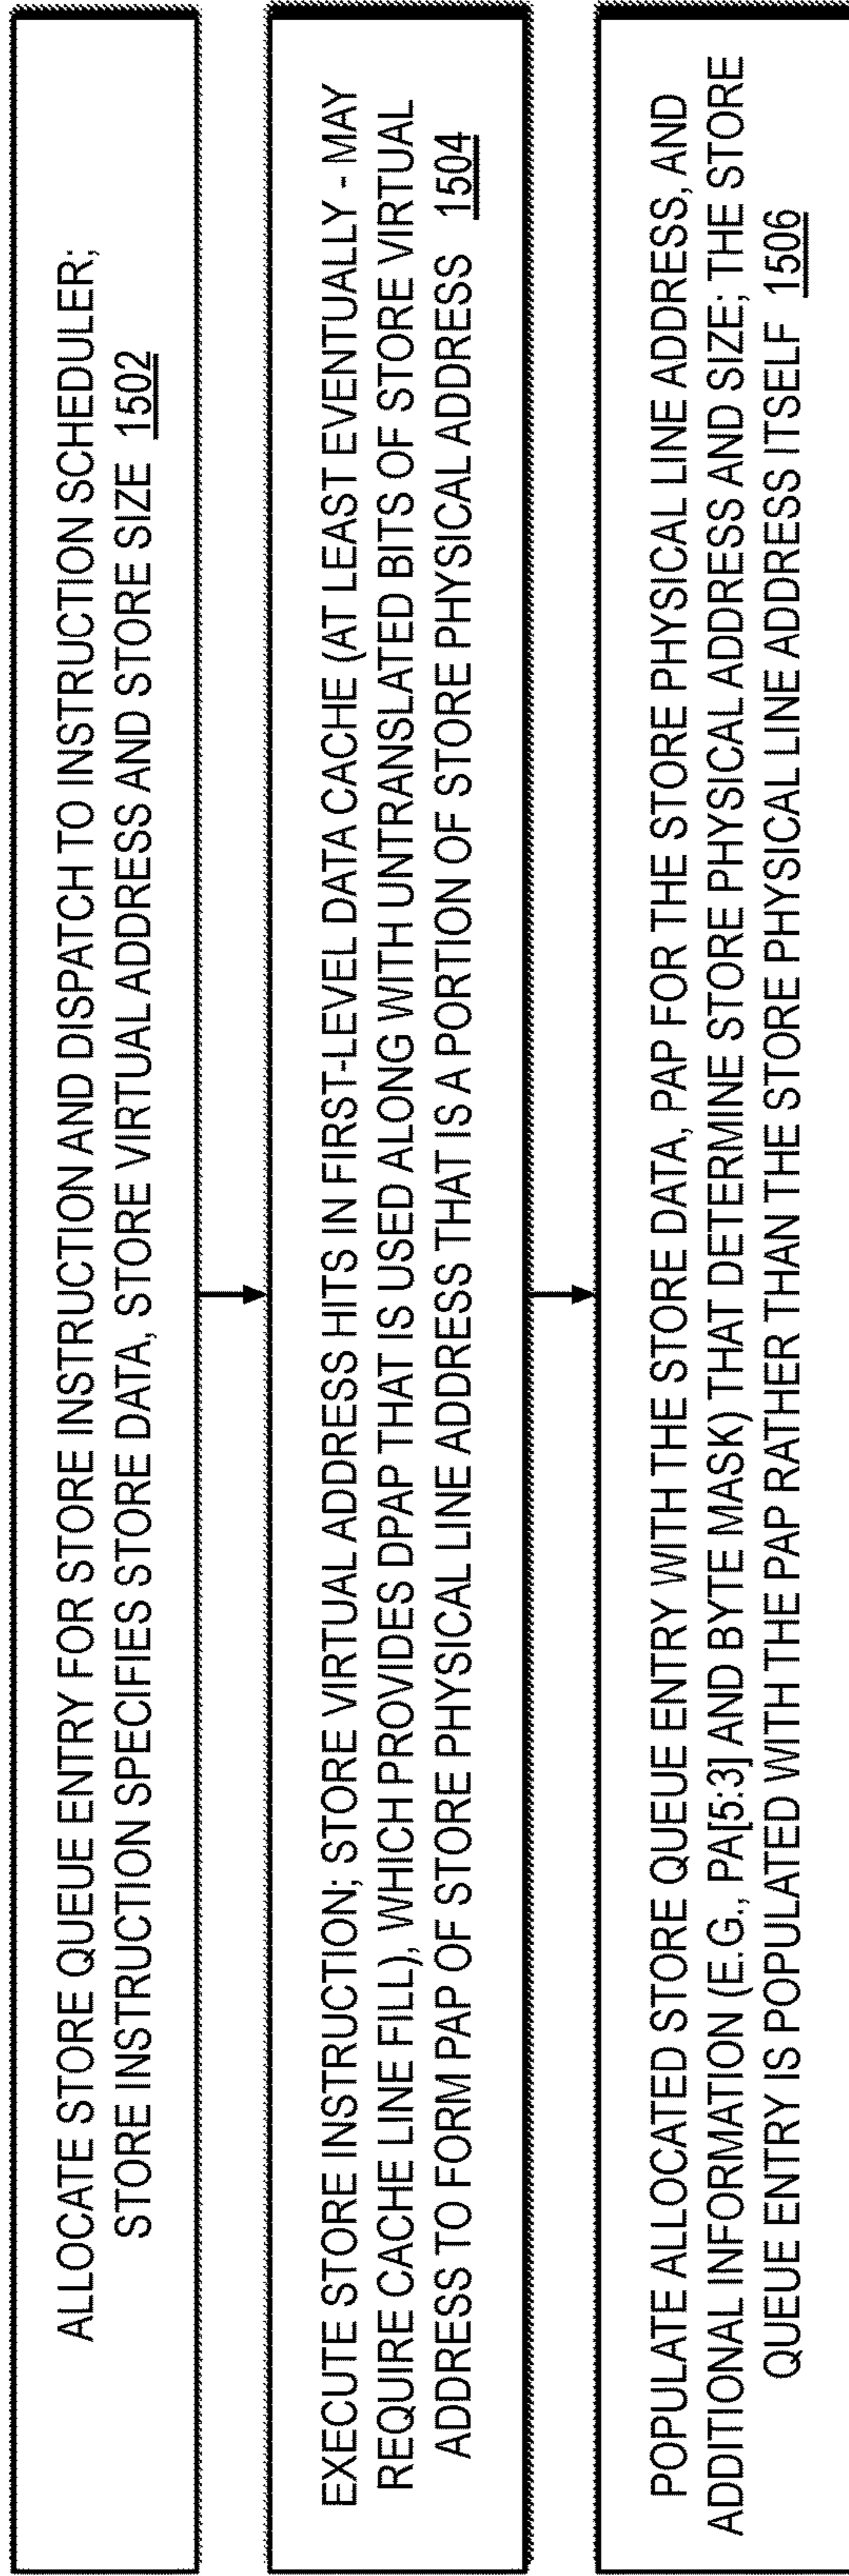 ALLOCATE STORE QUEUE ENTRY FOR STORE INSTRUCTION AND DISPATCH TO INSTRUCTION SCHEDULER;
STORE INSTRUCTION SPECIFIES STORE DATA, STORE VIRTUAL ADDRESS AND STORE SIZE 1502
EXECUTE STORE INSTRUCTION; STORE VIRTUAL ADDRESS HITS IN FIRST-LEVEL DATA CACHE (AT LEAST EVENTUALLY - MAY
REQUIRE CACHE LINE FILL), WHICH PROVIDES DPAP THAT IS USED ALONG WITH UNTRANSLATED BITS OF STORE VIRTUAL
ADDRESS TO FORM PAP OF STORE PHYSICAL LINE ADDRESS THAT IS A PORTION OF STORE PHYSICAL ADDRESS 1504
POPULATE ALLOCATED STORE QUEUE ENTRY WITH THE STORE DATA, PAP FOR THE STORE PHYSICAL LINE ADDRESS, AND
ADDITIONAL INFORMATION (E.G., PA[5:3] AND BYTE MASK) THAT DETERMINE STORE PHYSICAL ADDRESS AND SIZE; THE STORE
QUEUE ENTRY IS POPULATED WITH THE PAP RATHER THAN THE STORE PHYSICAL LINE ADDRESS ITSELF 1506